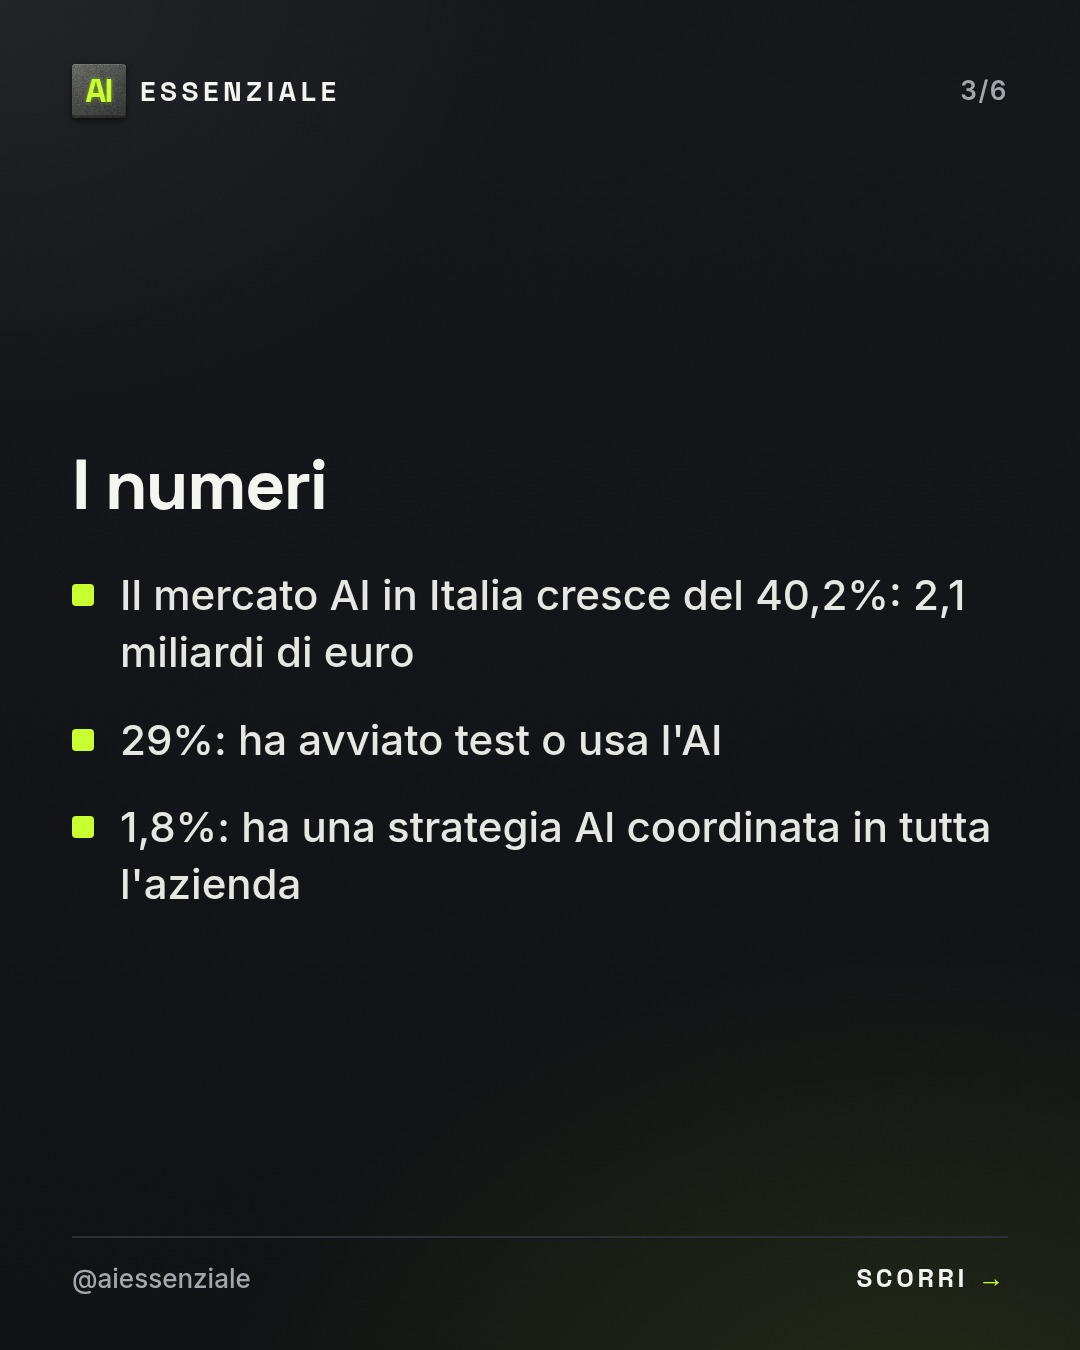 AI ESSENZIALE
3/6
I numeri
Il mercato AI in Italia cresce del 40,2%: 2,1
miliardi di euro
29%: ha avviato test o usa l'AI
1,8%: ha una strategia AI coordinata in tutta
l'azienda
@aiessenziale
SCORRI →